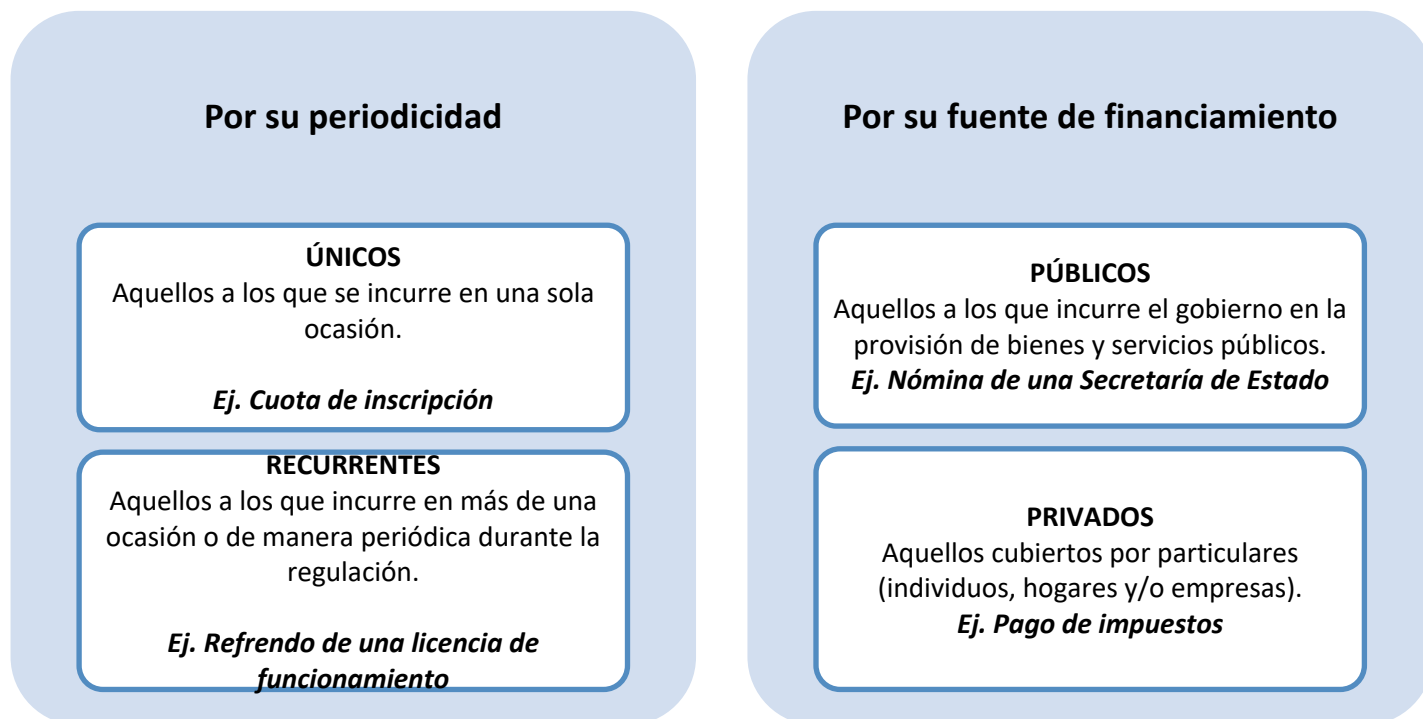 Por su periodicidad
ÚNICOS
Aquellos a los que se incurre en una sola
ocasión.
Ej. Cuota de inscripción
RECURRENTES
Aquellos a los que incurre en más de una
ocasión o de manera periódica durante la
regulación.
Ej. Refrendo de una licencia de
funcionamiento
Por su fuente de financiamiento
PÚBLICOS
Aquellos a los que incurre el gobierno en la
provisión de bienes y servicios públicos.
Ej. Nómina de una Secretaría de Estado
PRIVADOS
Aquellos cubiertos por particulares
(individuos, hogares y/o empresas).
Ej. Pago de impuestos